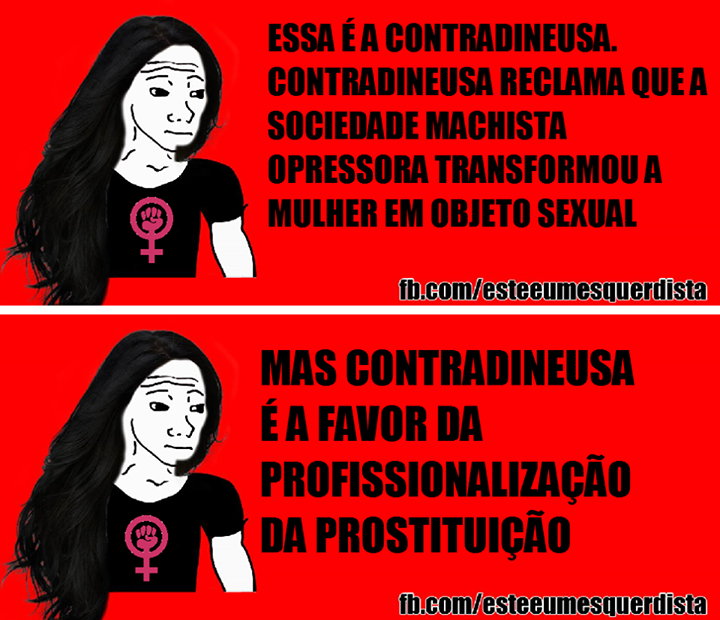 ESSA É A CONTRADINEUSA.
CONTRADINEUSA RECLAMA QUE A
SOCIEDADE MACHISTA
OPRESSORA TRANSFORMOU A
MULHER EM OBJETO SEXUAL
fb.com/esteeumesquerdista
MAS CONTRADINEUSA
É A FAVOR DA
PROFISSIONALIZAÇÃO
DA PROSTITUIÇÃO
fb.com/esteeumesquerdista